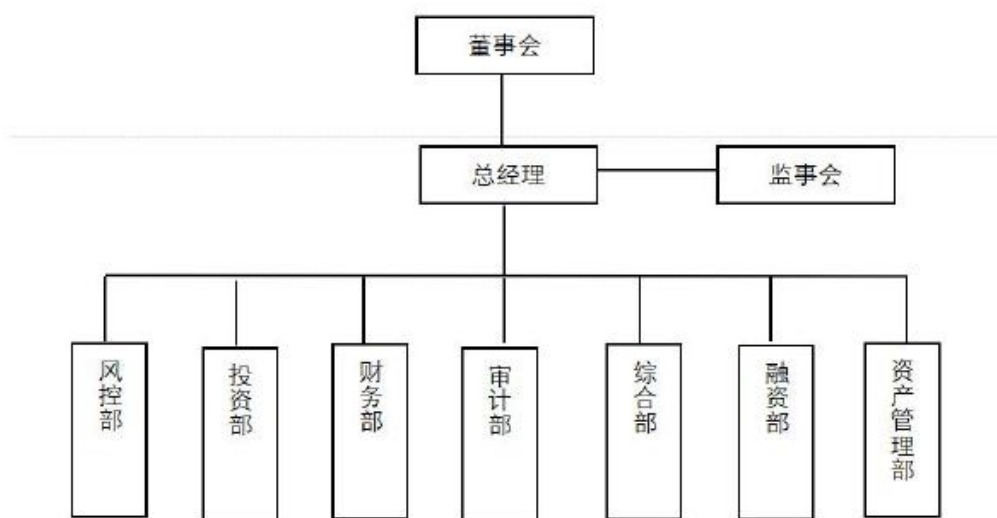 董事会
总经理
监事会
风控部
投资部
财务部
审计部
综合部
融资部
资产管理部